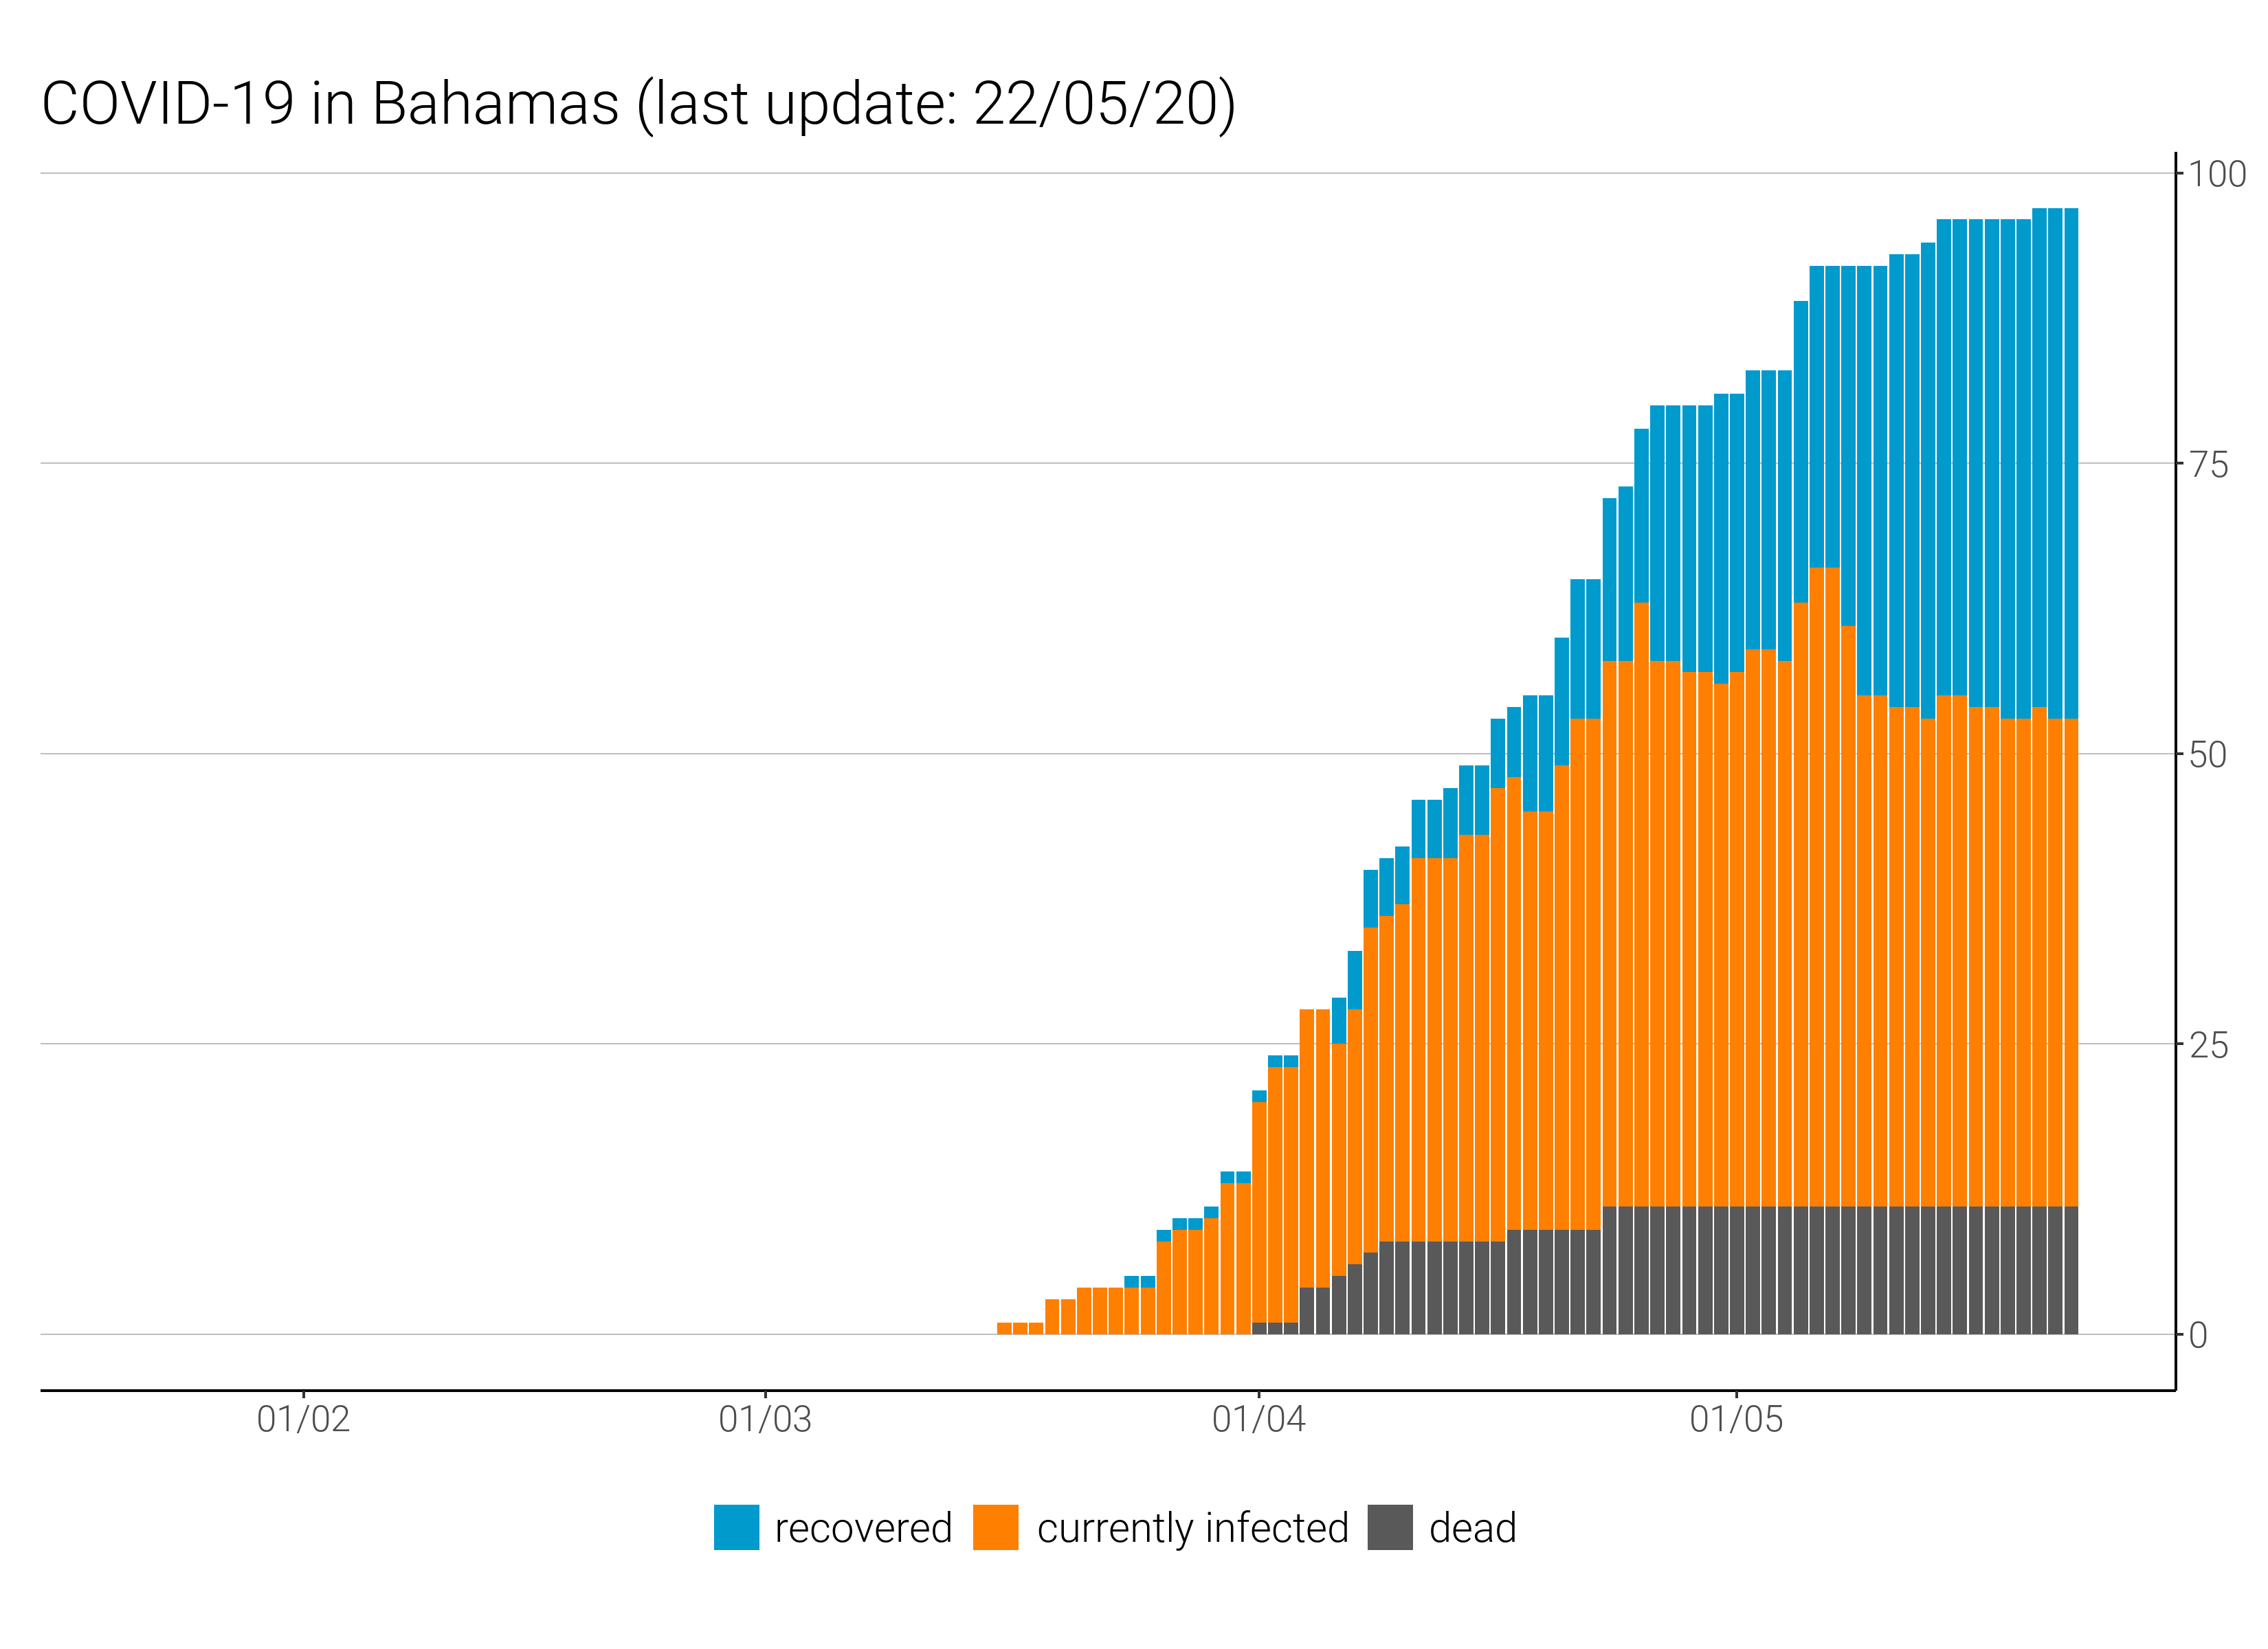 COVID-19 in Bahamas (last update: 22/05/20)
100
75
50
25
0
01/02 01/03 01/04 01/05
recovered currently infected dead